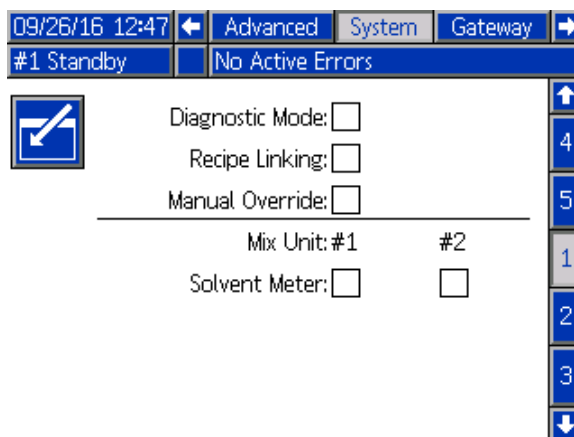 09/26/16 12:47 Advanced System Gateway
#1 Standby No Active Errors
Diagnostic Mode:
4
Recipe Linking:
Manual Override:
5
Mix Unit: #1 #2
1
Solvent Meter:
2
3